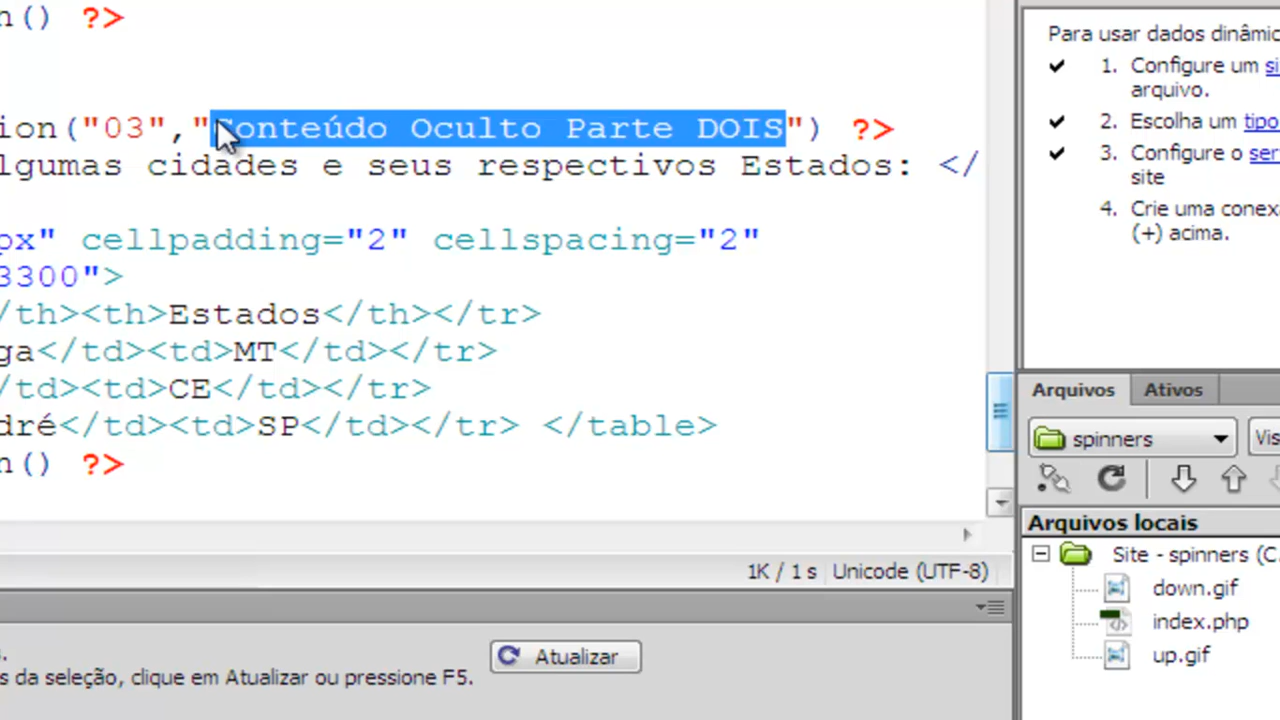 n() ?>
ion("03","Conteúdo Oculto Parte DOIS") ?>
lgumas cidades e seus respectivos Estados: </
px" cellpadding="2" cellspacing="2"
3300">
/th><th>Estados</th></tr>
ga</td><td>MT</td></tr>
/td><td>CE</td></tr>
dré</td><td>SP</td></tr> </table>
n() ?>
1K / 1 s Unicode (UTF-8)
s.
s da seleção, clique em Atualizar ou pressione F5.
Atualizar
Para usar dados dinâmic
1. Configure um si
arquivo.
2. Escolha um tipo
3. Configure o ser
site
4. Crie uma conex
(+) acima.
Arquivos Ativos
spinners Vis
Arquivos locais
Site - spinners (C.
down.gif
index.php
up.gif